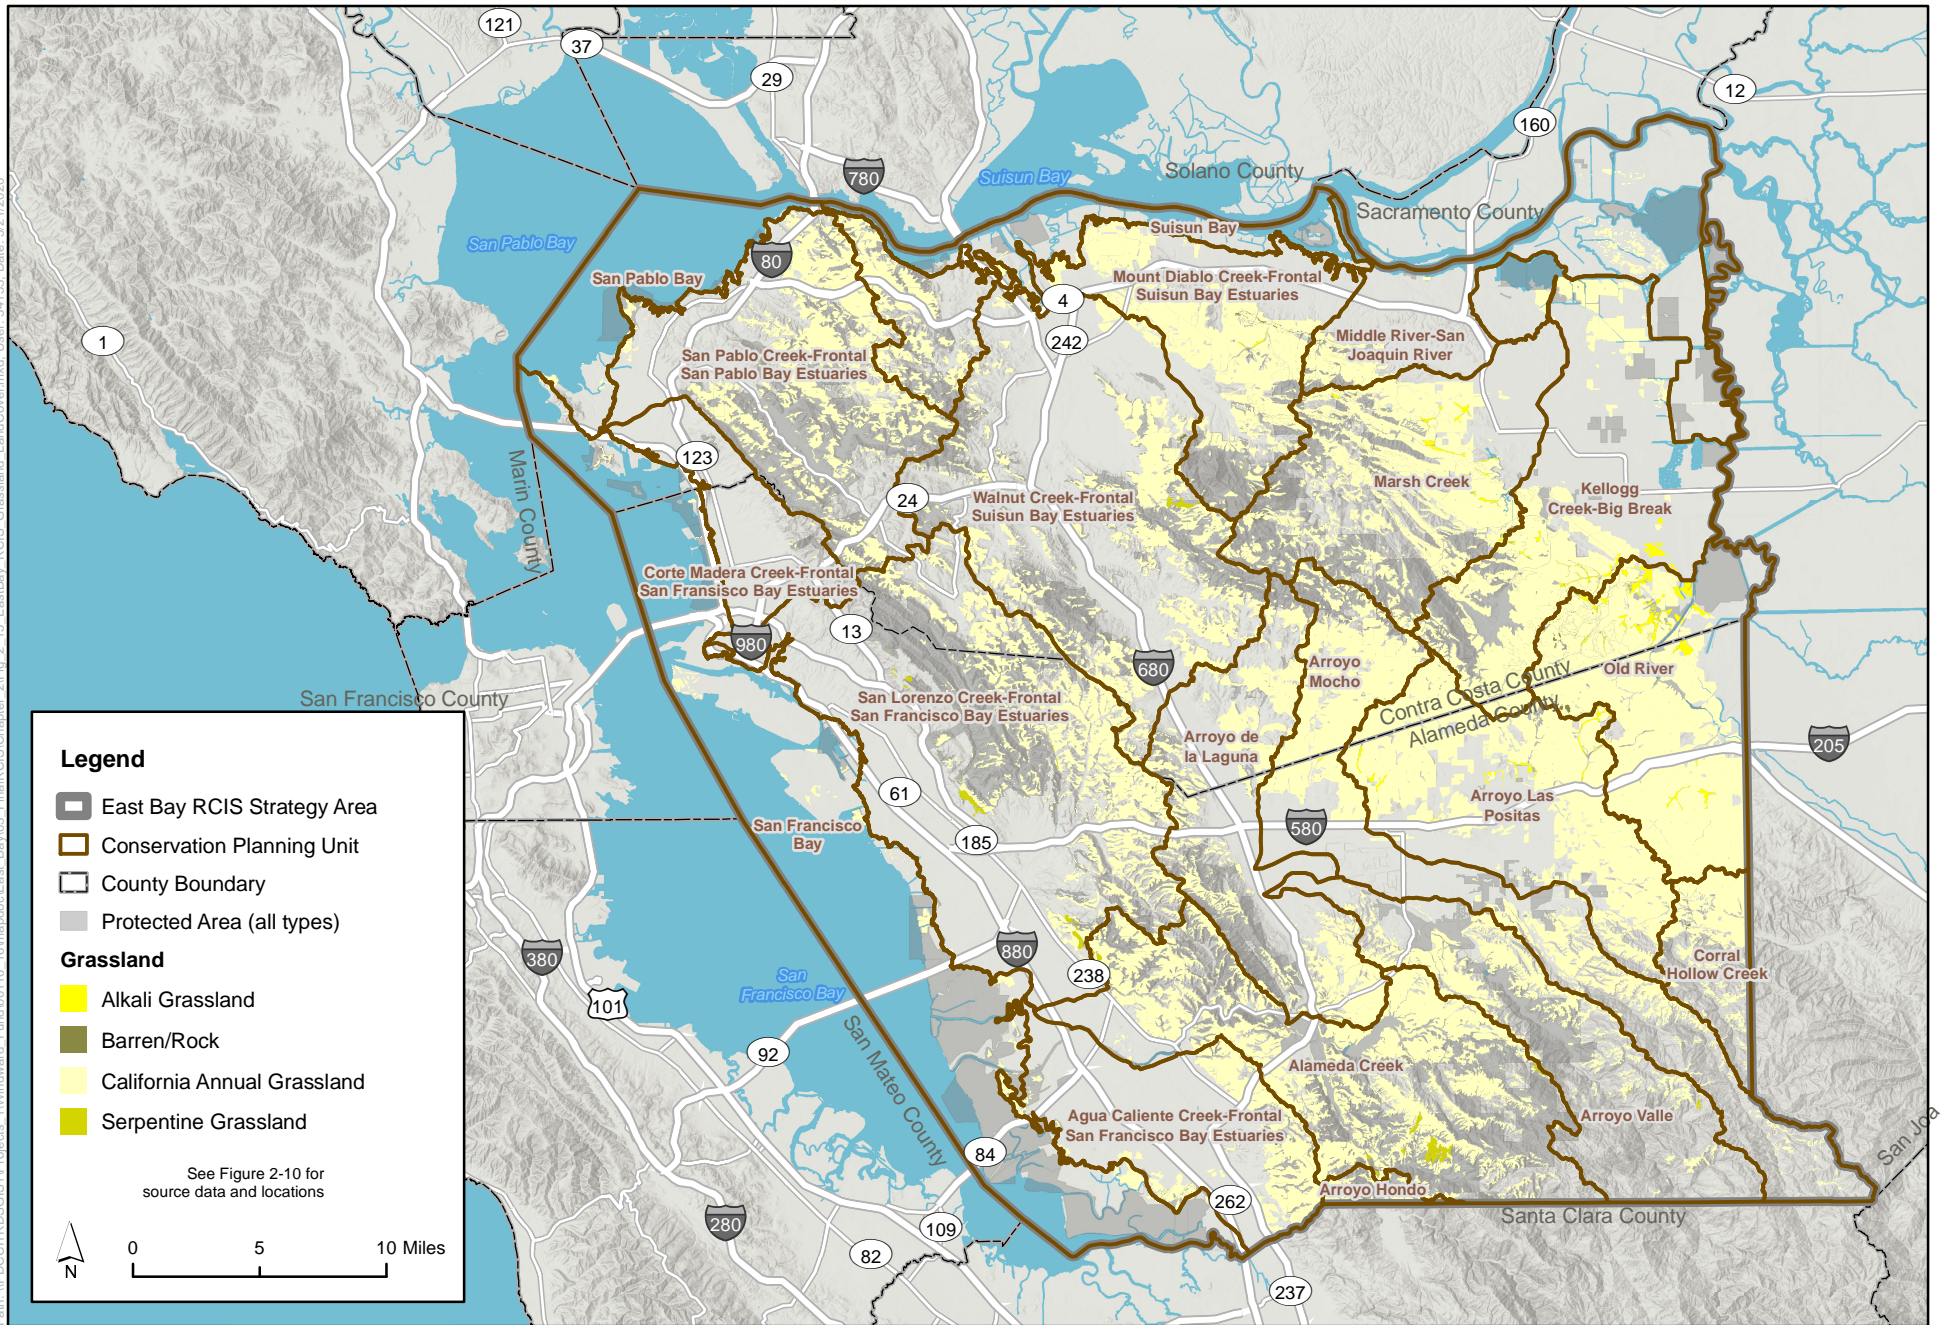 121
37
29
12
160
780
Solano County
Suisun Bay
Sacramento County
San Pablo Bay
Suisun Bay
80
San Pablo Bay
Mount Diablo Creek-Frontal
Suisun Bay Estuaries
4
1
242
Middle River-San
Joaquin River
San Pablo Creek-Frontal
San Pablo Bay Estuaries
123
Marin County
24
Walnut Creek-Frontal
Suisun Bay Estuaries
Marsh Creek
Kellogg
Creek-Big Break
Corte Madera Creek-Frontal
San Fransisco Bay Estuaries
980
13
680
Arroyo
Mocho
Old River
Contra Costa County
Alameda County
San Francisco County
San Lorenzo Creek-Frontal
San Francisco Bay Estuaries
Arroyo de
la Laguna
205
61
Arroyo Las
Positas
San Francisco
Bay
185
580
880
238
Corral
Hollow Creek
380
San
Francisco Bay
101
92
San Mateo County
Alameda Creek
Agua Caliente Creek-Frontal
San Francisco Bay Estuaries
Arroyo Valle
84
Arroyo Hondo
262
San Joa
Santa Clara County
280
109
82
237
Legend
East Bay RCIS Strategy Area
Conservation Planning Unit
County Boundary
Protected Area (all types)
Grassland
Alkali Grassland
Barren/Rock
California Annual Grassland
Serpentine Grassland
See Figure 2-10 for
source data and locations
N
0 5 10 Miles